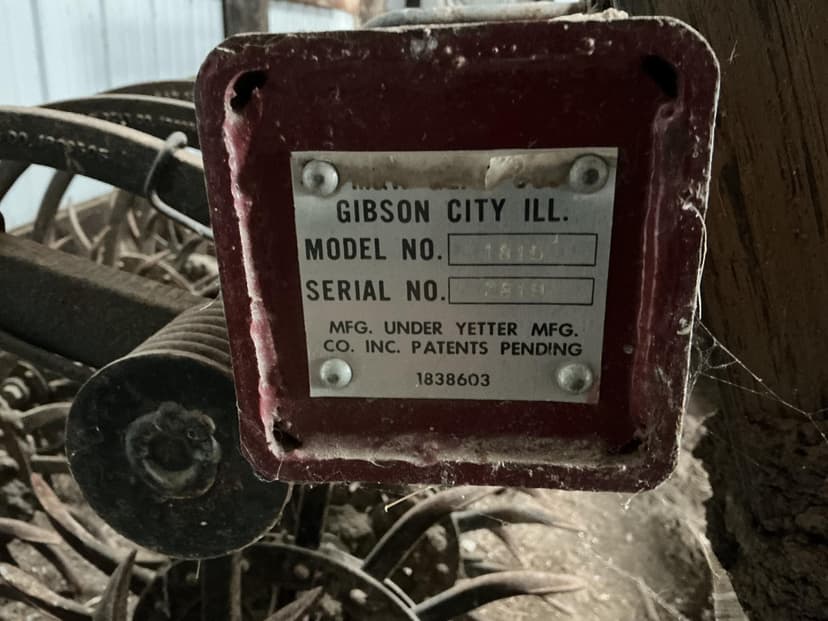 GIBSON CITY ILL.
MODEL NO.
SERIAL NO.
MFG. UNDER YETTER MFG.
CO. INC. PATENTS PENDING
1838603